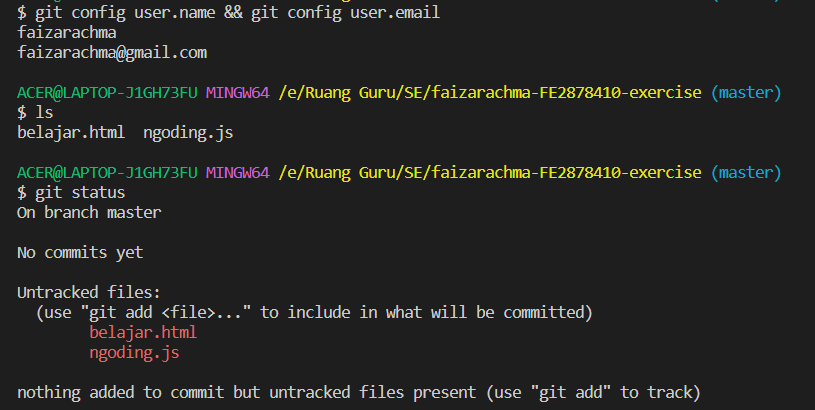 $ git config user.name && git config user.email
faizarachma
faizarachma@gmail.com
ACER@LAPTOP-J1GH73FU MINGW64 /e/Ruang Guru/SE/faizarachma-FE2878410-exercise (master)
$ ls
belajar.html  ngoding.js
ACER@LAPTOP-J1GH73FU MINGW64 /e/Ruang Guru/SE/faizarachma-FE2878410-exercise (master)
$ git status
On branch master
No commits yet
Untracked files:
  (use "git add <file>..." to include in what will be committed)
        belajar.html
        ngoding.js
nothing added to commit but untracked files present (use "git add" to track)